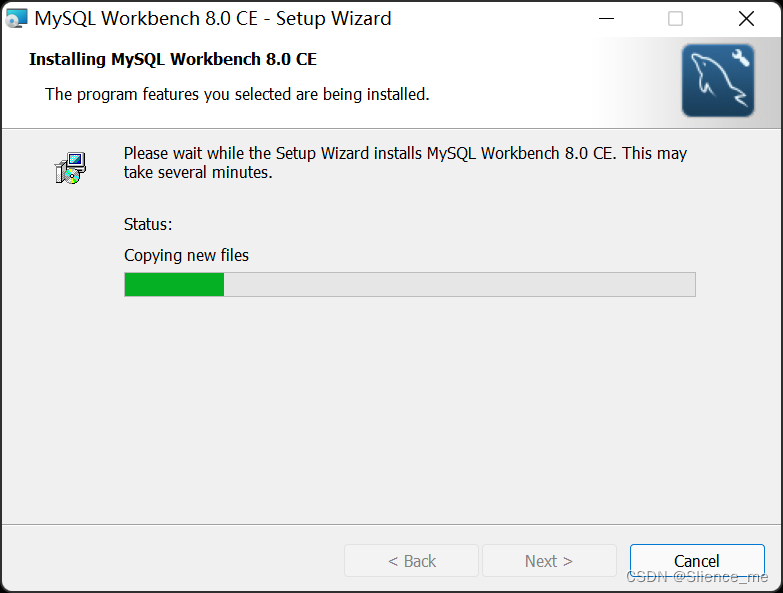 MySQL Workbench 8.0 CE - Setup Wizard
Installing MySQL Workbench 8.0 CE
The program features you selected are being installed.
Please wait while the Setup Wizard installs MySQL Workbench 8.0 CE. This may
take several minutes.
Status:
Copying new files
< Back
Next >
Cancel
CSDN @Slience_me